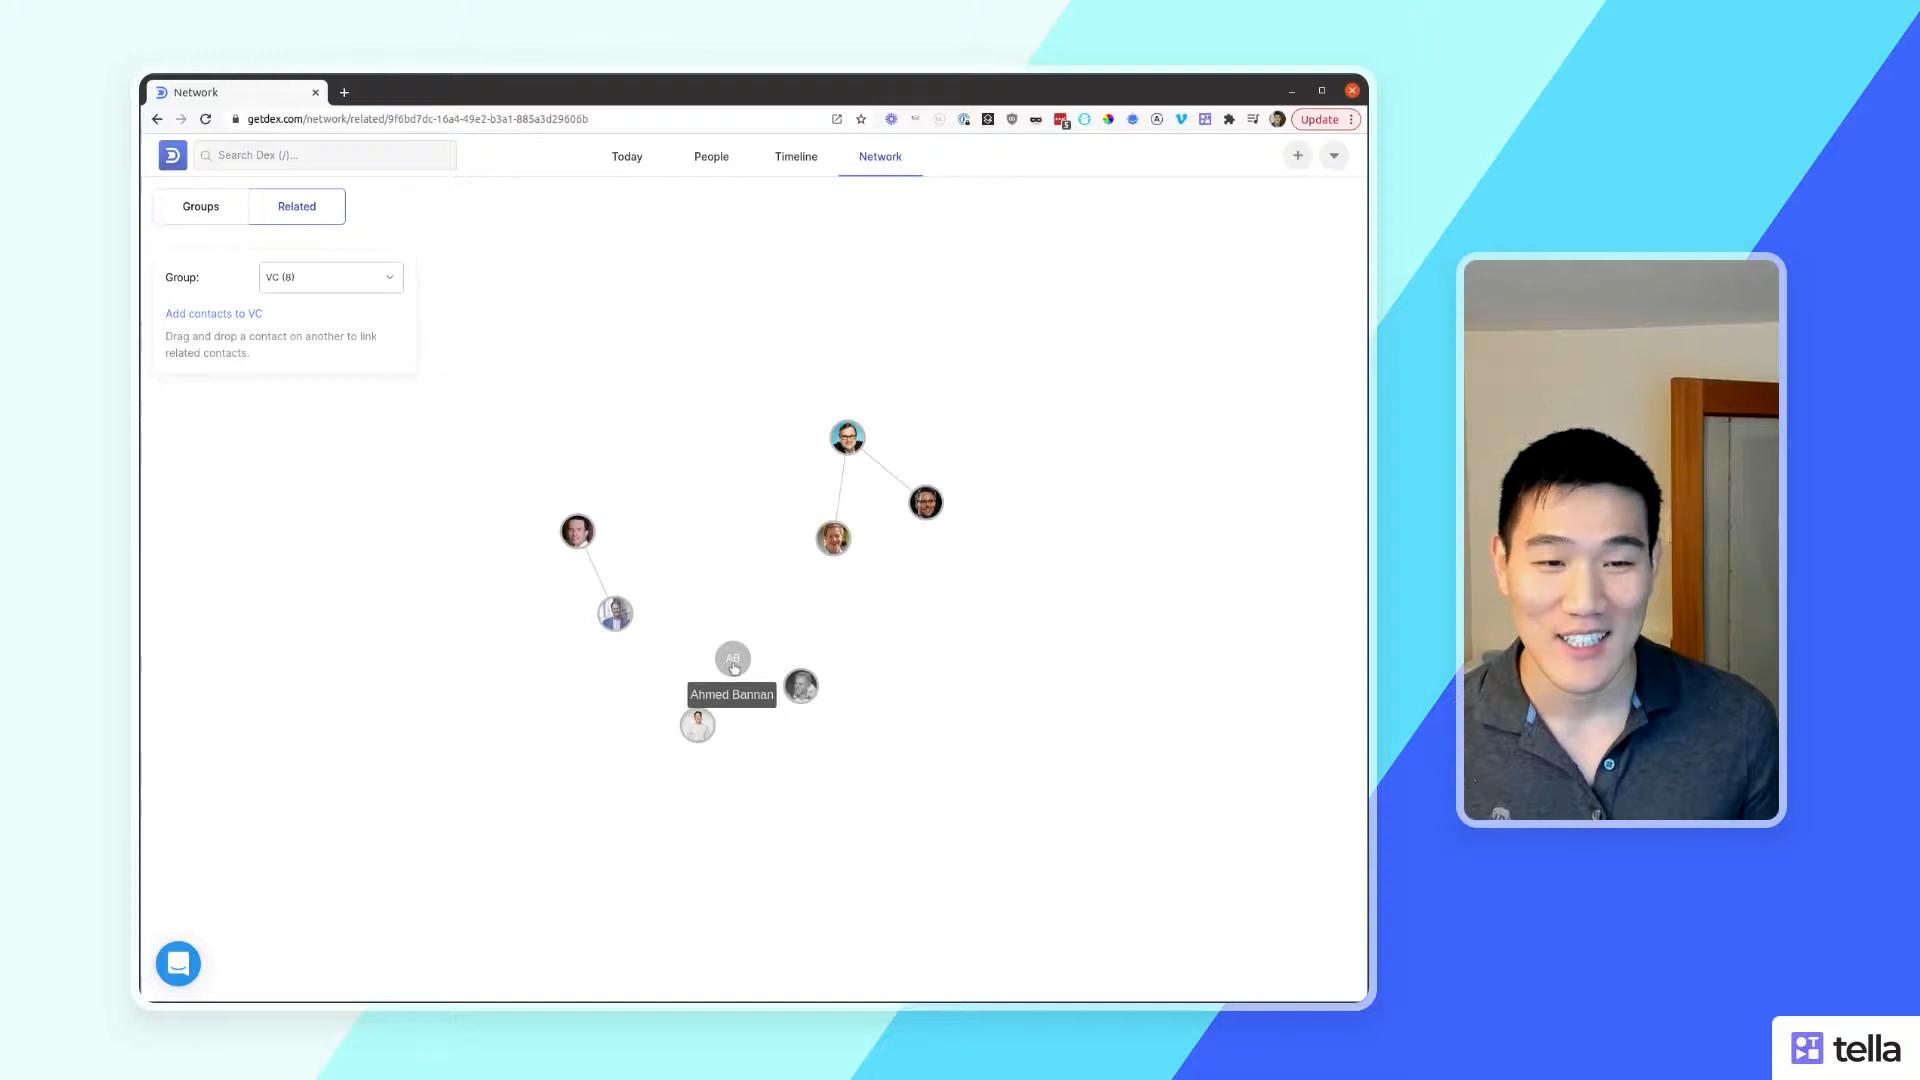 Network
getdex.com/network/related/9f6bd7dc-16a4-49e2-b3a1-885a3d29606b
5
Update
Search Dex (/)...
Today
People
Timeline
Network
Groups
Related
Group:
VC (8)
Add contacts to VC
Drag and drop a contact on another to link
related contacts.
AB
Ahmed Bannan
tella